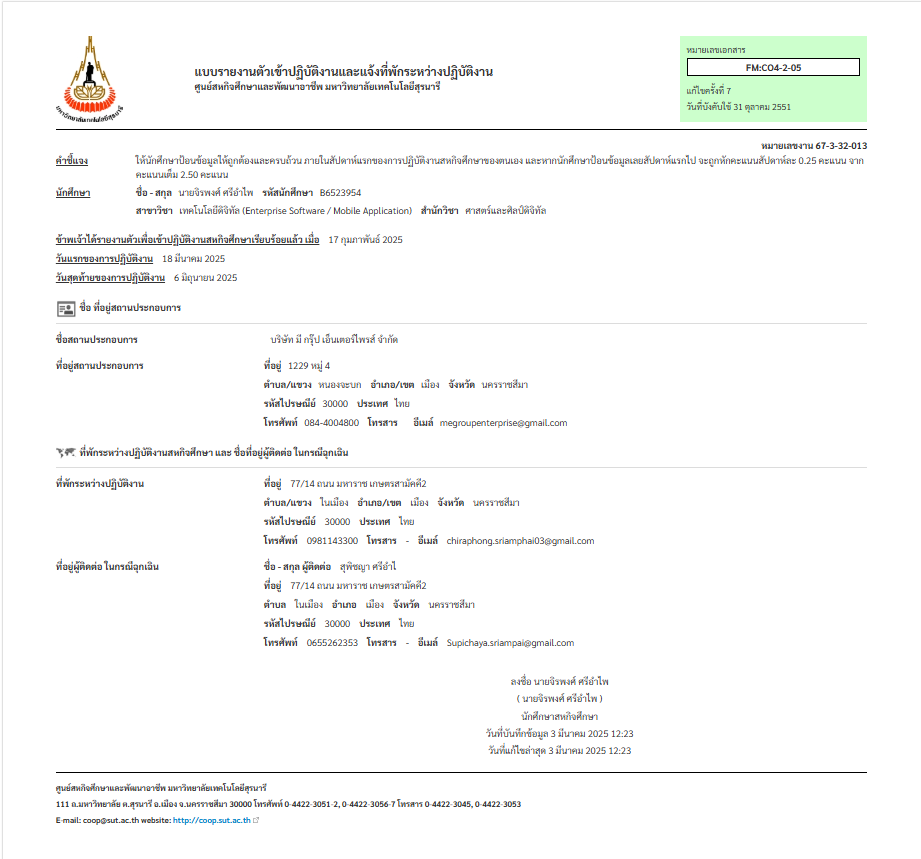 มหาวิทยาลัยเทคโนโลยีสุรนารี
แบบรายงานตัวเข้าปฏิบัติงานและแจ้งที่พักระหว่างปฏิบัติงาน
ศูนย์สหกิจศึกษาและพัฒนาอาชีพ มหาวิทยาลัยเทคโนโลยีสุรนารี
หมายเลขเอกสาร
FM:CO4-2-05
แก้ไขครั้งที่ 7
วันที่บังคับใช้ 31 ตุลาคม 2551
หมายเลขงาน 67-3-32-013
คำชี้แจง ให้นักศึกษาป้อนข้อมูลให้ถูกต้องและครบถ้วน ภายในสัปดาห์แรกของการปฏิบัติงานสหกิจศึกษาของตนเอง และหากนักศึกษาป้อนข้อมูลเลยสัปดาห์แรกไป จะถูกหักคะแนนสัปดาห์ละ 0.25 คะแนน จาก
คะแนนเต็ม 2.50 คะแนน
นักศึกษา ชื่อ - สกุล นายจิรพงศ์ ศรีอำไพ รหัสนักศึกษา B6523954
สาขาวิชา เทคโนโลยีดิจิทัล (Enterprise Software / Mobile Application) สำนักวิชา ศาสตร์และศิลป์ดิจิทัล
ข้าพเจ้าได้รายงานตัวเพื่อเข้าปฏิบัติงานสหกิจศึกษาเรียบร้อยแล้ว เมื่อ 17 กุมภาพันธ์ 2025
วันแรกของการปฏิบัติงาน 18 มีนาคม 2025
วันสุดท้ายของการปฏิบัติงาน 6 มิถุนายน 2025
ชื่อ ที่อยู่สถานประกอบการ
ชื่อสถานประกอบการ บริษัท มี กรุ๊ป เอ็นเตอร์ไพรส์ จำกัด
ที่อยู่สถานประกอบการ ที่อยู่ 1229 หมู่ 4
ตำบล/แขวง หนองจะบก อำเภอ/เขต เมือง จังหวัด นครราชสีมา
รหัสไปรษณีย์ 30000 ประเทศ ไทย
โทรศัพท์ 084-4004800 โทรสาร อีเมล์ megroupenterprise@gmail.com
ที่พักระหว่างปฏิบัติงานสหกิจศึกษา และ ชื่อที่อยู่ผู้ติดต่อ ในกรณีฉุกเฉิน
ที่พักระหว่างปฏิบัติงาน ที่อยู่ 77/14 ถนน มหาราช เกษตรสามัคคี2
ตำบล/แขวง ในเมือง อำเภอ/เขต เมือง จังหวัด นครราชสีมา
รหัสไปรษณีย์ 30000 ประเทศ ไทย
โทรศัพท์ 0981143300 โทรสาร - อีเมล์ chiraphong.sriamphai03@gmail.com
ที่อยู่ผู้ติดต่อ ในกรณีฉุกเฉิน ชื่อ - สกุล ผู้ติดต่อ สุพิชญา ศรีอำไ
ที่อยู่ 77/14 ถนน มหาราช เกษตรสามัคคี2
ตำบล ในเมือง อำเภอ เมือง จังหวัด นครราชสีมา
รหัสไปรษณีย์ 30000 ประเทศ ไทย
โทรศัพท์ 0655262353 โทรสาร - อีเมล์ Supichaya.sriampai@gmail.com
ลงชื่อ นายจิรพงศ์ ศรีอำไพ
( นายจิรพงศ์ ศรีอำไพ )
นักศึกษาสหกิจศึกษา
วันที่บันทึกข้อมูล 3 มีนาคม 2025 12:23
วันที่แก้ไขล่าสุด 3 มีนาคม 2025 12:23
ศูนย์สหกิจศึกษาและพัฒนาอาชีพ มหาวิทยาลัยเทคโนโลยีสุรนารี
111 ถ.มหาวิทยาลัย ต.สุรนารี อ.เมือง จ.นครราชสีมา 30000 โทรศัพท์ 0-4422-3051-2, 0-4422-3056-7 โทรสาร 0-4422-3045, 0-4422-3053
E-mail: coop@sut.ac.th website: http://coop.sut.ac.th